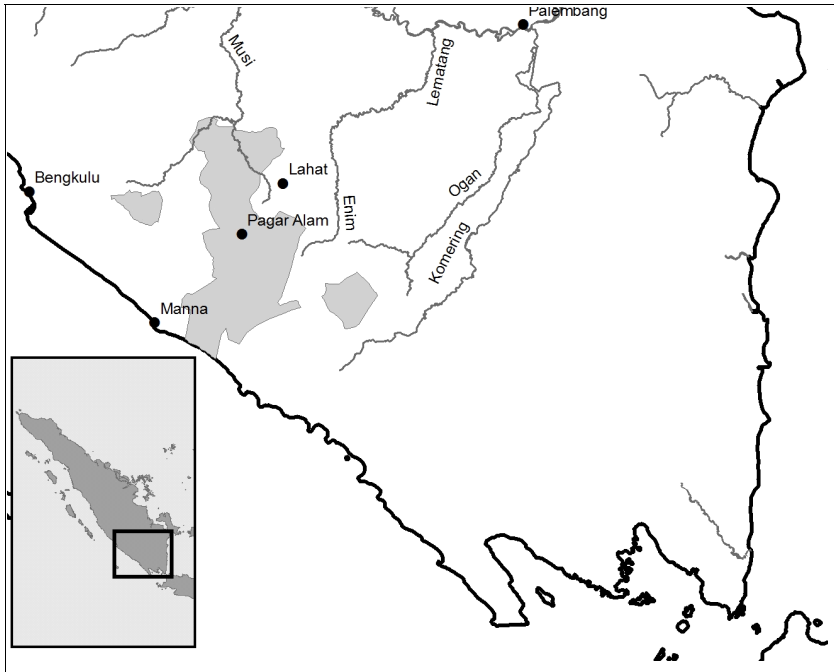 Palembang
Musi
Lematang
Lahat
Bengkulu
Ogan
Enim
Pagar Alam
Komering
Manna